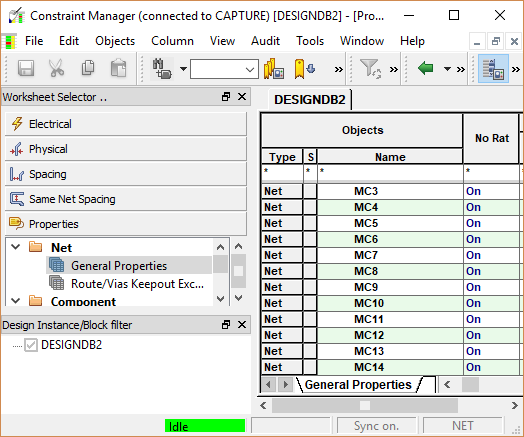 Constraint Manager (connected to CAPTURE) [DESIGNDB2] - [Pro...
File Edit Objects Column View Audit Tools Window »
Worksheet Selector ..
Electrical
Physical
Spacing
Same Net Spacing
Properties
Net
General Properties
Route/Vias Keepout Exc...
Component
Design Instance/Block filter
DESIGNDB2
DESIGNDB2
Objects No Rat
Type S Name
* * * *
Net MC3 On
Net MC4 On
Net MC5 On
Net MC6 On
Net MC7 On
Net MC8 On
Net MC9 On
Net MC10 On
Net MC11 On
Net MC12 On
Net MC13 On
Net MC14 On
General Properties
Idle Sync on. NET